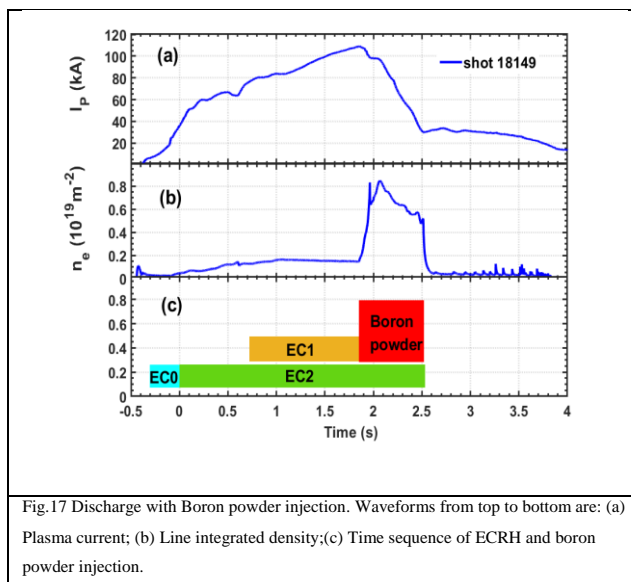 (a)
shot 18149
I_P (kA)
120
100
80
60
40
20
(b)
n_e (10^19 m^-2)
0.8
0.6
0.4
0.2
0
(c)
0.8
0.6
0.4
0.2
0
Boron
powder
EC1
EC0
EC2
-0.5 0 0.5 1 1.5 2 2.5 3 3.5 4
Time (s)
Fig.17 Discharge with Boron powder injection. Waveforms from top to bottom are: (a)
Plasma current; (b) Line integrated density;(c) Time sequence of ECRH and boron
powder injection.